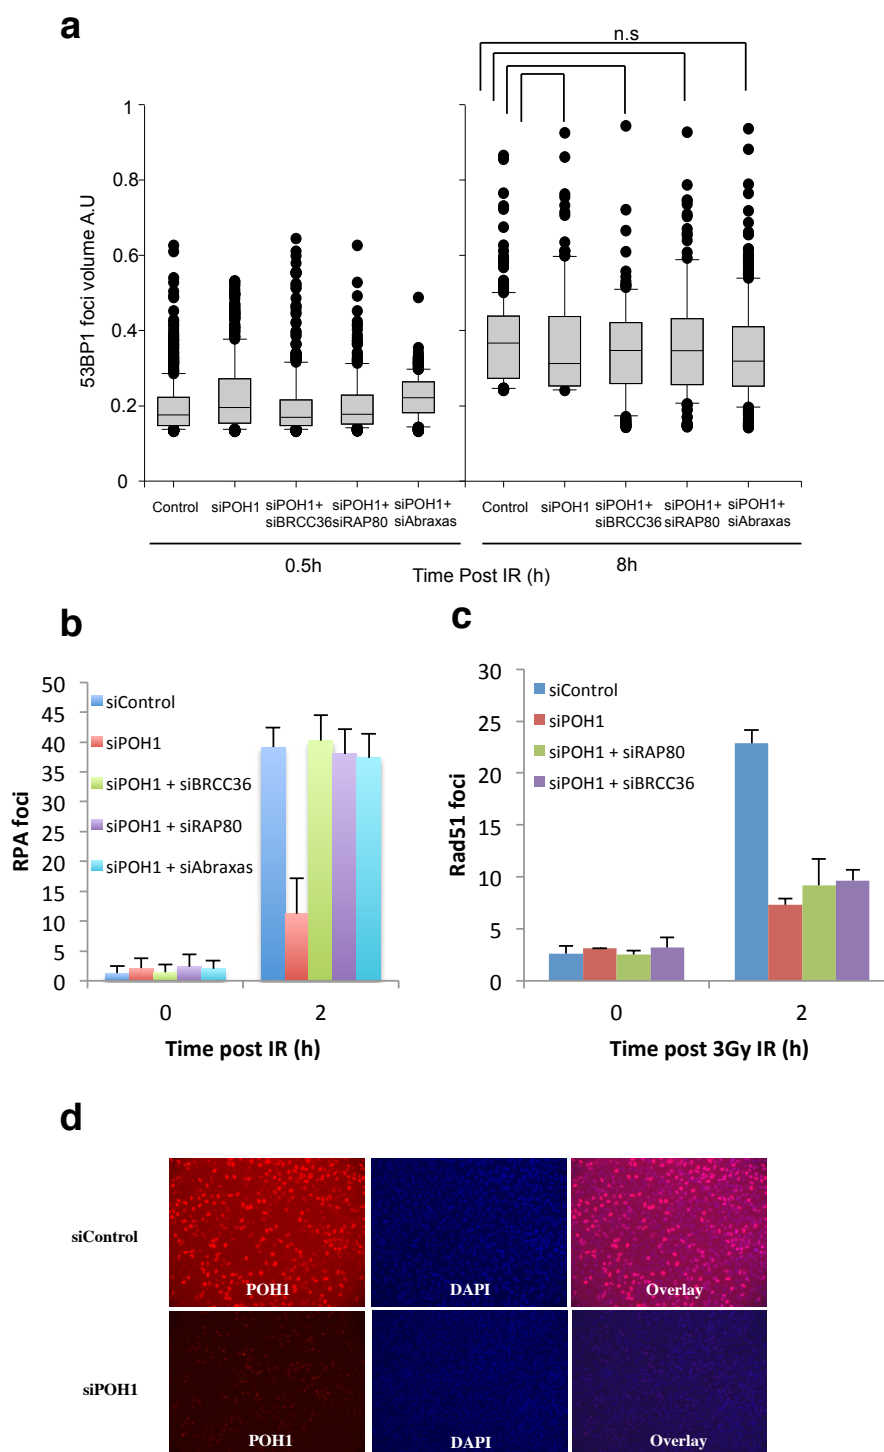 a
n.s
1
0.8
0.6
0.4
0.2
0
53BP1 foci volume A.U
Control
siPOH1
siPOH1+
siBRCC36
siPOH1+
siRAP80
siPOH1+
siAbraxas
Control
siPOH1
siPOH1+
siBRCC36
siPOH1+
siRAP80
siPOH1+
siAbraxas
0.5h
8h
Time Post IR (h)
b
50
45
40
35
30
25
20
15
10
5
0
RPA foci
siControl
siPOH1
siPOH1 + siBRCC36
siPOH1 + siRAP80
siPOH1 + siAbraxas
0
2
Time post IR (h)
c
30
25
20
15
10
5
0
Rad51 foci
siControl
siPOH1
siPOH1 + siRAP80
siPOH1 + siBRCC36
0
2
Time post 3Gy IR (h)
d
siControl
POH1
DAPI
Overlay
siPOH1
POH1
DAPI
Overlay